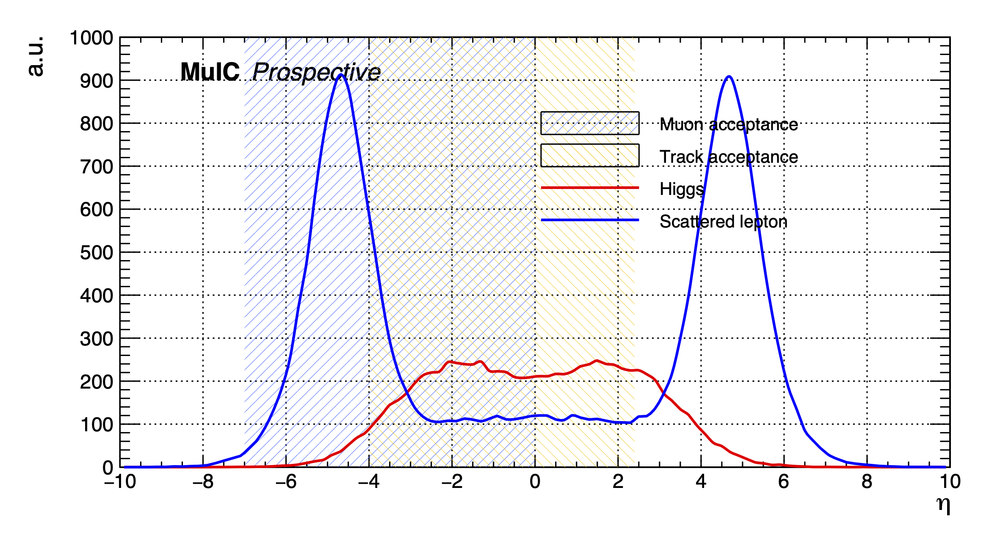 a.u.
1000
MuIC Prospective
900
800
Muon acceptance
Track acceptance
700
Higgs
600
Scattered lepton
500
400
300
200
100
0
−10 −8 −6 −4 −2 0 2 4 6 8 10
η